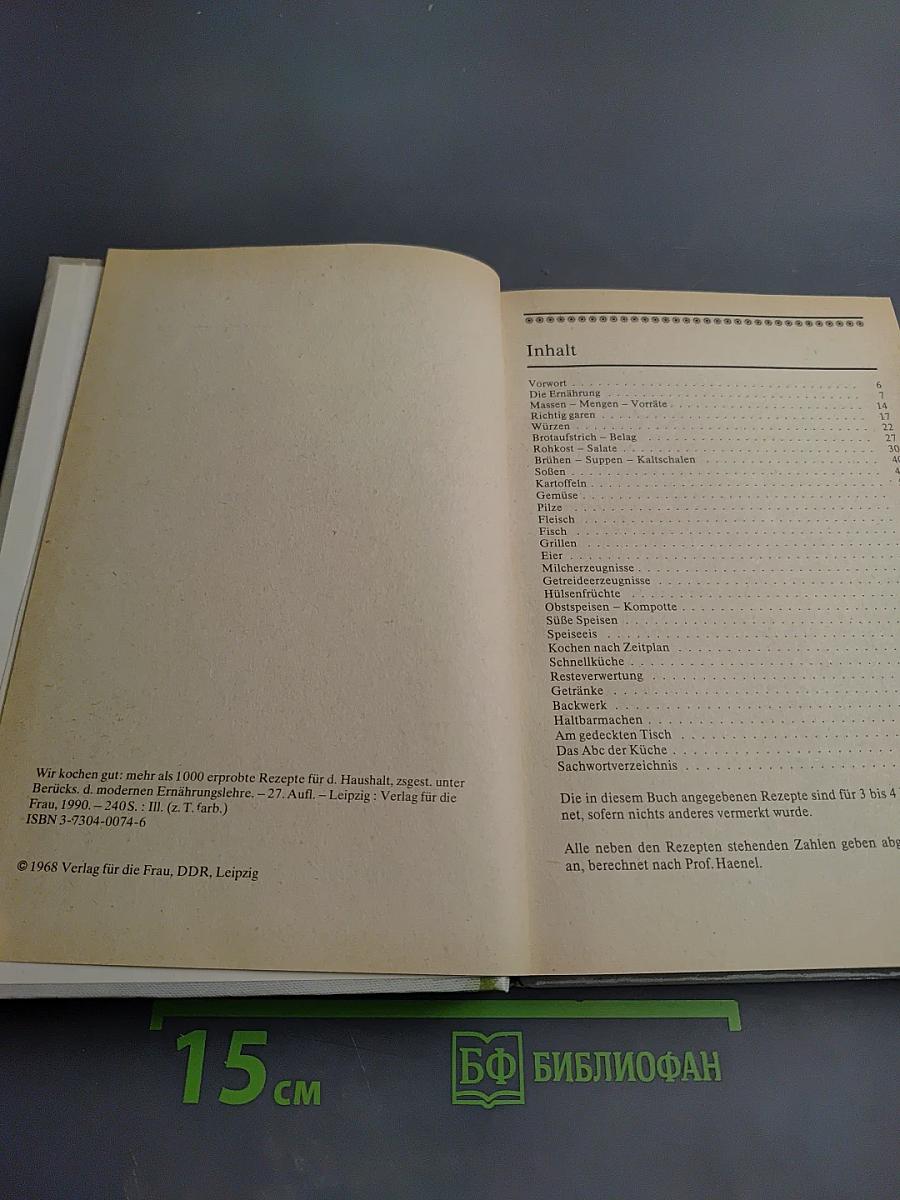 Wir kochen gut: mehr als 1000 erprobte Rezepte für d. Haushalt, zsgest. unter
Berücks. d. modernen Ernährungslehre. – 27. Aufl. – Leipzig : Verlag für die
Frau, 1990. – 240 S. : Ill. (z. T. farb.)
ISBN 3-7304-0074-6
© 1968 Verlag für die Frau, DDR, Leipzig
Inhalt
Vorwort 6
Die Ernährung 7
Massen – Mengen – Vorräte 14
Richtig garen 17
Würzen 22
Brotaufstrich – Belag 27
Rohkost – Salate 30
Brühen – Suppen – Kaltschalen
Soßen
Kartoffeln
Gemüse
Pilze
Fleisch
Fisch
Grillen
Eier
Milcherzeugnisse
Getreideerzeugnisse
Hülsenfrüchte
Obstspeisen – Kompotte
Süße Speisen
Speiseeis
Kochen nach Zeitplan
Schnellküche
Resteverwertung
Getränke
Backwerk
Haltbarmachen
Am gedeckten Tisch
Das Abc der Küche
Sachwortverzeichnis
Die in diesem Buch angegebenen Rezepte sind für 3 bis 4
net, sofern nichts anderes vermerkt wurde.
Alle neben den Rezepten stehenden Zahlen geben
an, berechnet nach Prof. Haenel.
15 см
БФ БИБЛИОФАН